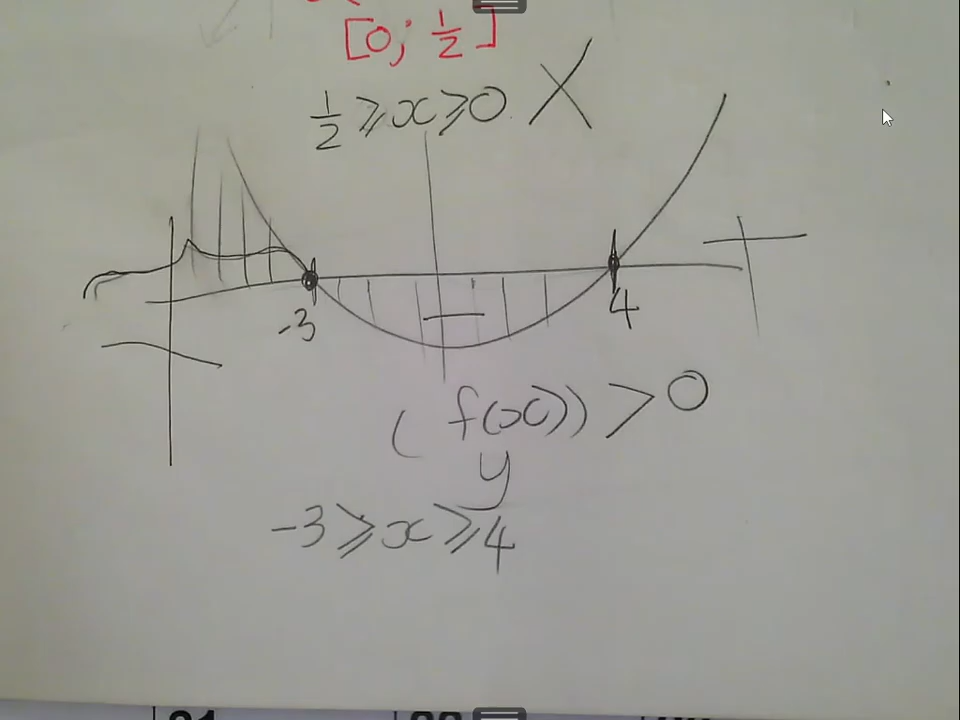 [0; 1/2]
1/2 ⩾ x ⩾ 0 X
+
-3
−
4
(f(x)) > 0
y
-3 ⩾ x ⩾ 4